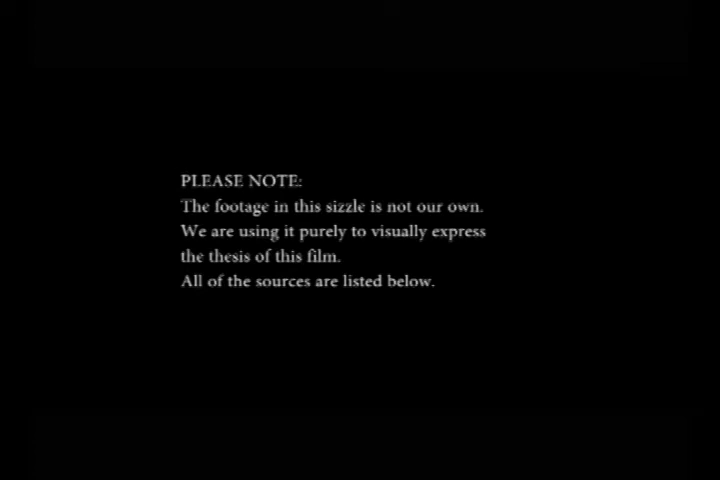 PLEASE NOTE:
The footage in this sizzle is not our own.
We are using it purely to visually express
the thesis of this film.
All of the sources are listed below.